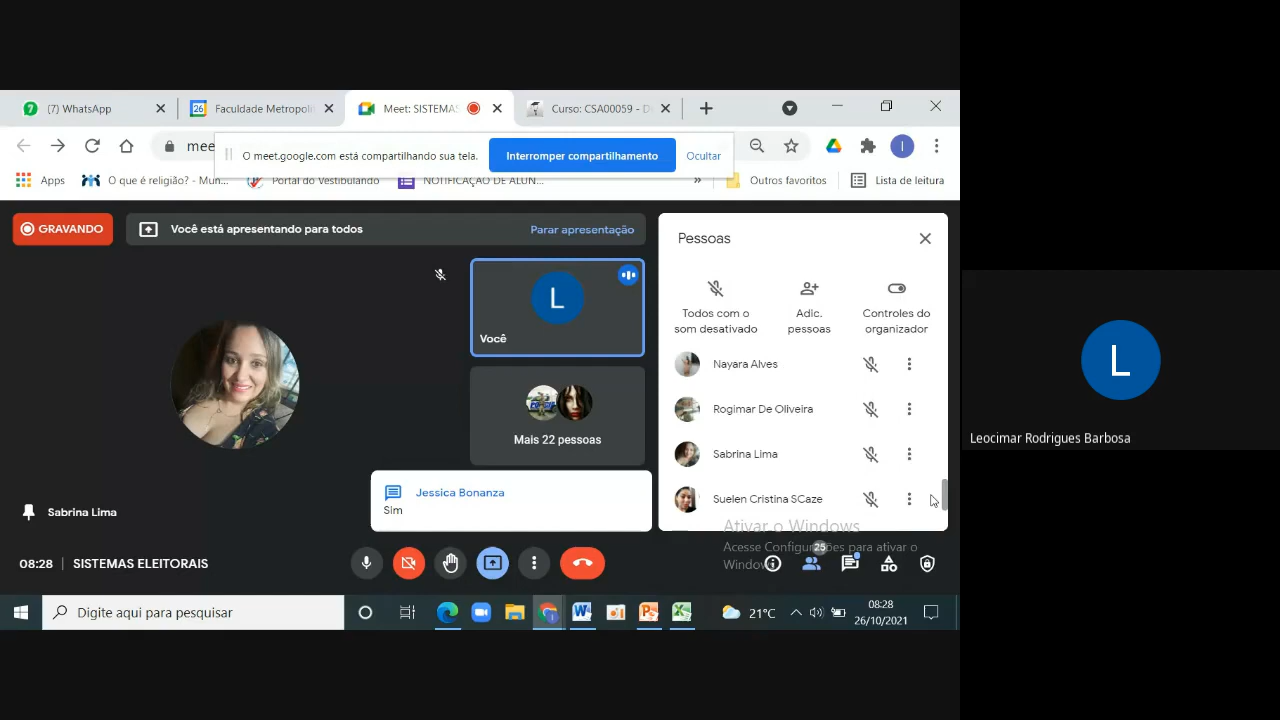 (7) WhatsApp
Faculdade Metropoli
Meet: SISTEMAS
Curso: CSA00059 - D
mee
O meet.google.com está compartilhando sua tela.
Interromper compartilhamento
Ocultar
Apps
O que é religião? - Mun...
Portal do Vestibulando
NOTIFICAÇÃO DE ALUN...
»
Outros favoritos
Lista de leitura
GRAVANDO
Você está apresentando para todos
Parar apresentação
Pessoas
L
Você
Todos com o
som desativado
Adic.
pessoas
Controles do
organizador
Nayara Alves
Rogimar De Oliveira
Sabrina Lima
Suelen Cristina SCaze
Mais 22 pessoas
Jessica Bonanza
Sim
Sabrina Lima
Ativar o Windows
Acesse Configurações para ativar o
Windows
25
08:28
SISTEMAS ELEITORAIS
Digite aqui para pesquisar
21°C
08:28
26/10/2021
L
Leocimar Rodrigues Barbosa